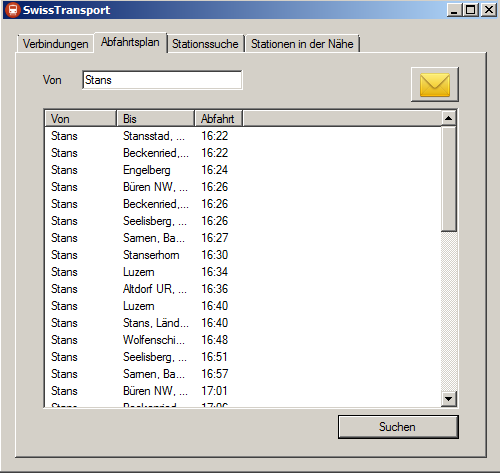 SwissTransport
Verbindungen Abfahrtsplan Stationssuche Stationen in der Nähe
Von Stans
Von Bis Abfahrt
Stans Stansstad, ... 16:22
Stans Beckenried,... 16:22
Stans Engelberg 16:24
Stans Büren NW, ... 16:26
Stans Beckenried,... 16:26
Stans Seelisberg, ... 16:26
Stans Sarnen, Ba... 16:27
Stans Stanserhorn 16:30
Stans Luzern 16:34
Stans Altdorf UR, ... 16:36
Stans Luzern 16:40
Stans Stans, Länd... 16:40
Stans Wolfenschi... 16:48
Stans Seelisberg, ... 16:51
Stans Sarnen, Ba... 16:57
Stans Büren NW, ... 17:01
Stans Beckenried,... 17:06
Suchen